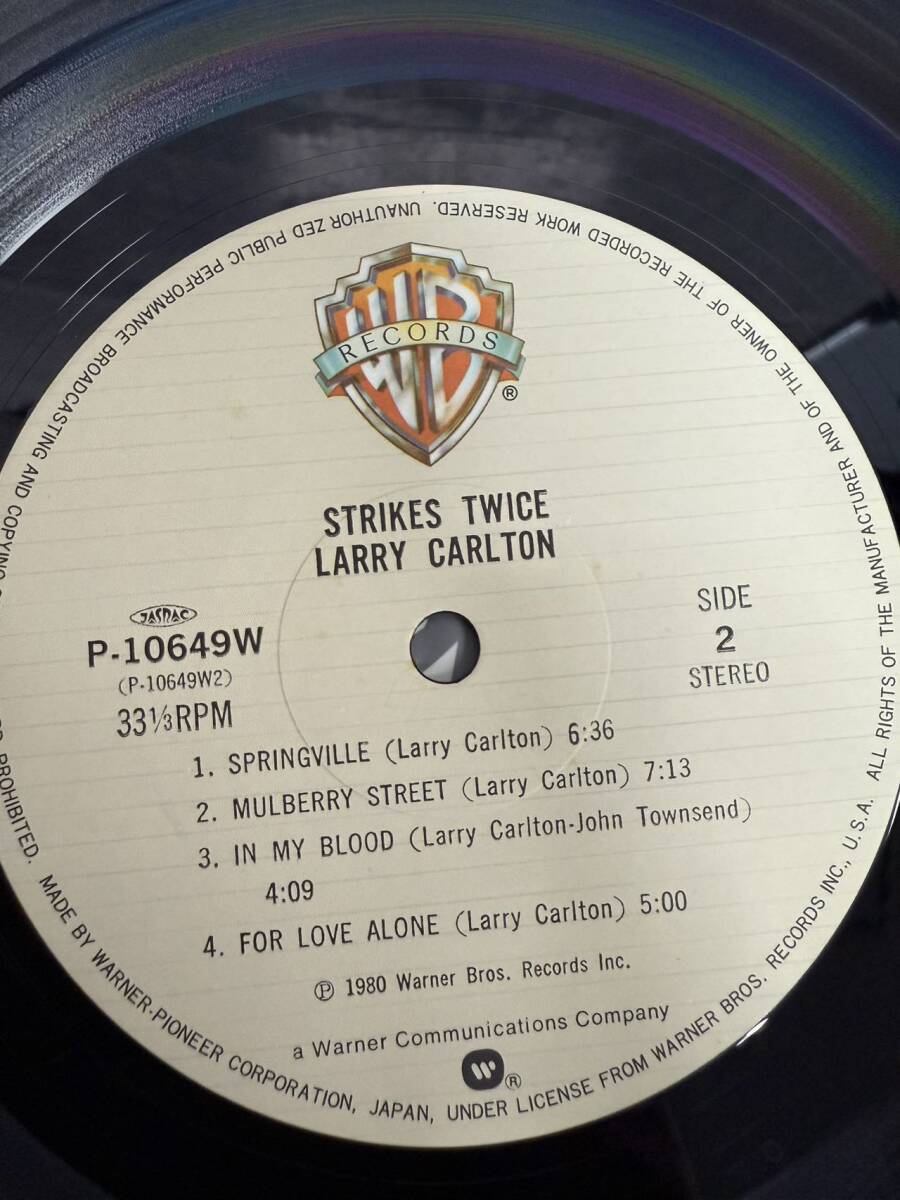 WB
RECORDS
®
STRIKES TWICE
LARRY CARLTON
JASRAC
P-10649W
(P-10649W2)
33⅓RPM
SIDE
2
STEREO
1. SPRINGVILLE (Larry Carlton) 6:36
2. MULBERRY STREET (Larry Carlton) 7:13
3. IN MY BLOOD (Larry Carlton-John Townsend)
4:09
4. FOR LOVE ALONE (Larry Carlton) 5:00
Ⓟ 1980 Warner Bros. Records Inc.
a Warner Communications Company
®
MADE BY WARNER-PIONEER CORPORATION, JAPAN, UNDER LICENSE FROM WARNER BROS. RECORDS INC., U.S.A. ALL RIGHTS OF THE MANUFACTURER AND OF THE OWNER OF THE RECORDED WORK RESERVED. UNAUTHOR ZED PUBLIC PERFORMANCE BROADCASTING AND COPYING PROHIBITED.